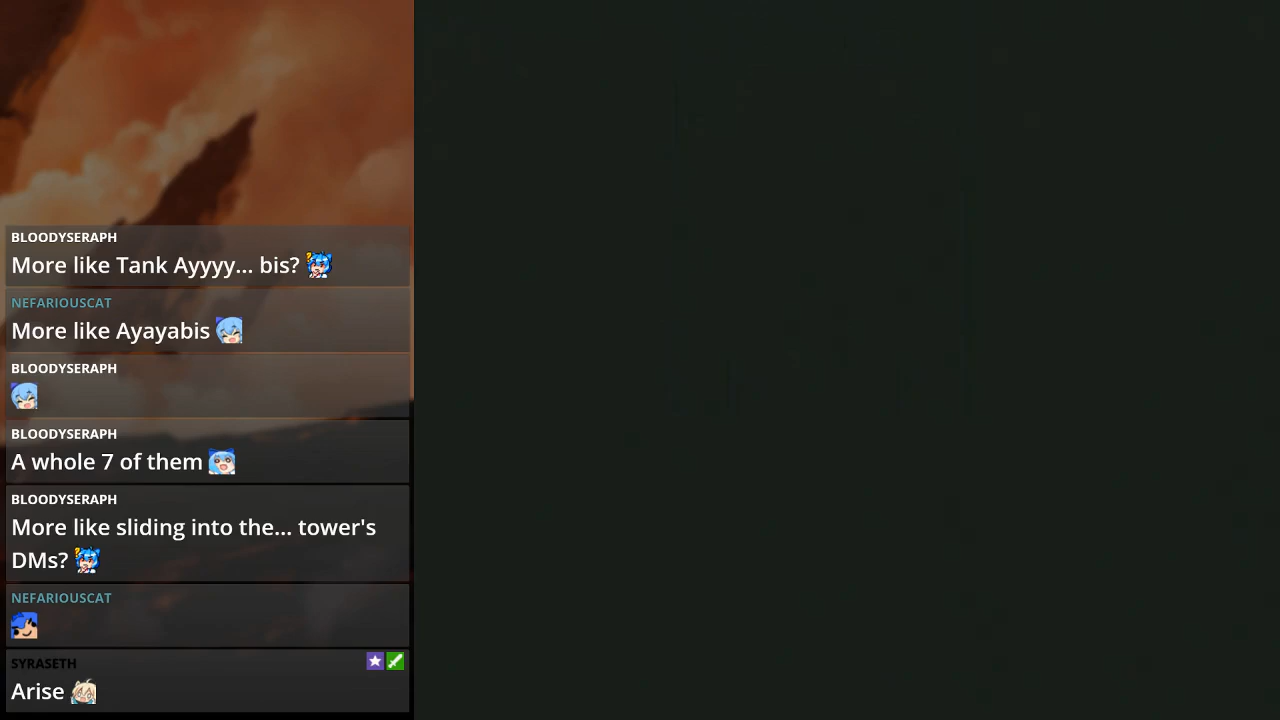 BLOODYSERAPH
More like Tank Ayyyy... bis?
NEFARIOUSCAT
More like Ayayabis
BLOODYSERAPH
BLOODYSERAPH
A whole 7 of them
BLOODYSERAPH
More like sliding into the... tower's
DMs?
NEFARIOUSCAT
SYRASETH
Arise